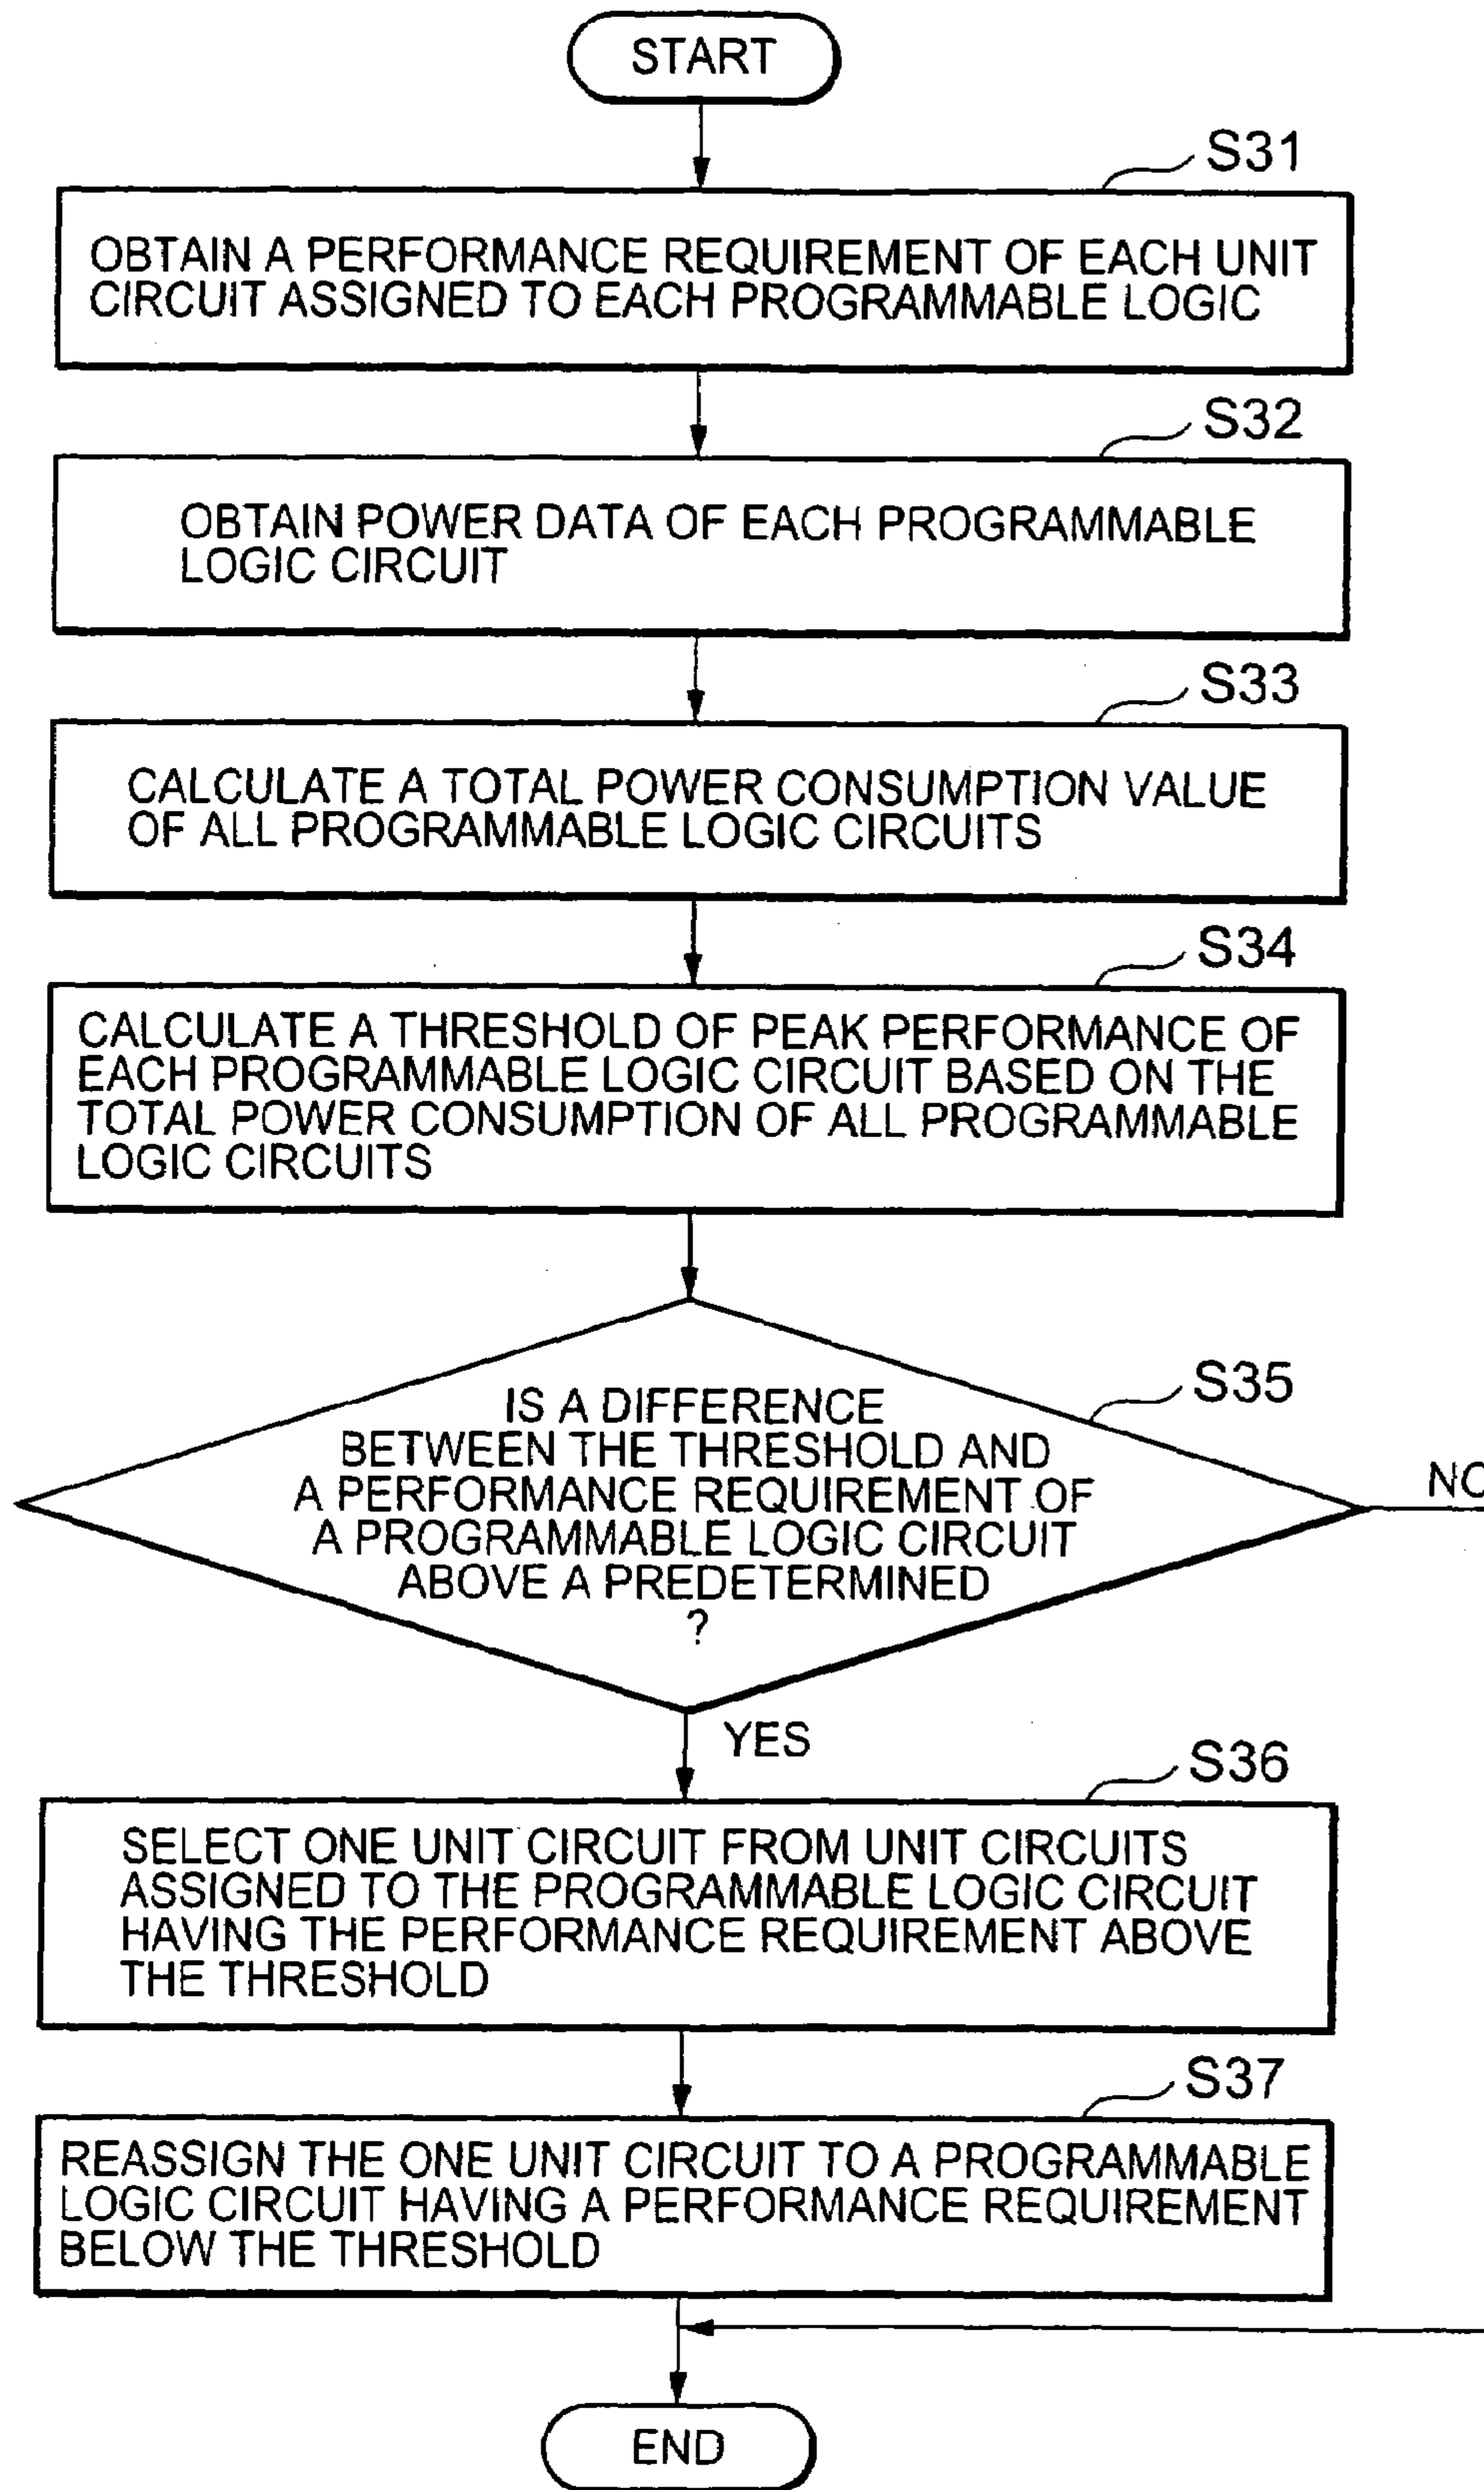 START
S31
OBTAIN A PERFORMANCE REQUIREMENT OF EACH UNIT
CIRCUIT ASSIGNED TO EACH PROGRAMMABLE LOGIC
S32
OBTAIN POWER DATA OF EACH PROGRAMMABLE
LOGIC CIRCUIT
S33
CALCULATE A TOTAL POWER CONSUMPTION VALUE
OF ALL PROGRAMMABLE LOGIC CIRCUITS
S34
CALCULATE A THRESHOLD OF PEAK PERFORMANCE OF
EACH PROGRAMMABLE LOGIC CIRCUIT BASED ON THE
TOTAL POWER CONSUMPTION OF ALL PROGRAMMABLE
LOGIC CIRCUITS
S35
IS A DIFFERENCE
BETWEEN THE THRESHOLD AND
A PERFORMANCE REQUIREMENT OF
A PROGRAMMABLE LOGIC CIRCUIT
ABOVE A PREDETERMINED
?
NO
YES
S36
SELECT ONE UNIT CIRCUIT FROM UNIT CIRCUITS
ASSIGNED TO THE PROGRAMMABLE LOGIC CIRCUIT
HAVING THE PERFORMANCE REQUIREMENT ABOVE
THE THRESHOLD
S37
REASSIGN THE ONE UNIT CIRCUIT TO A PROGRAMMABLE
LOGIC CIRCUIT HAVING A PERFORMANCE REQUIREMENT
BELOW THE THRESHOLD
END